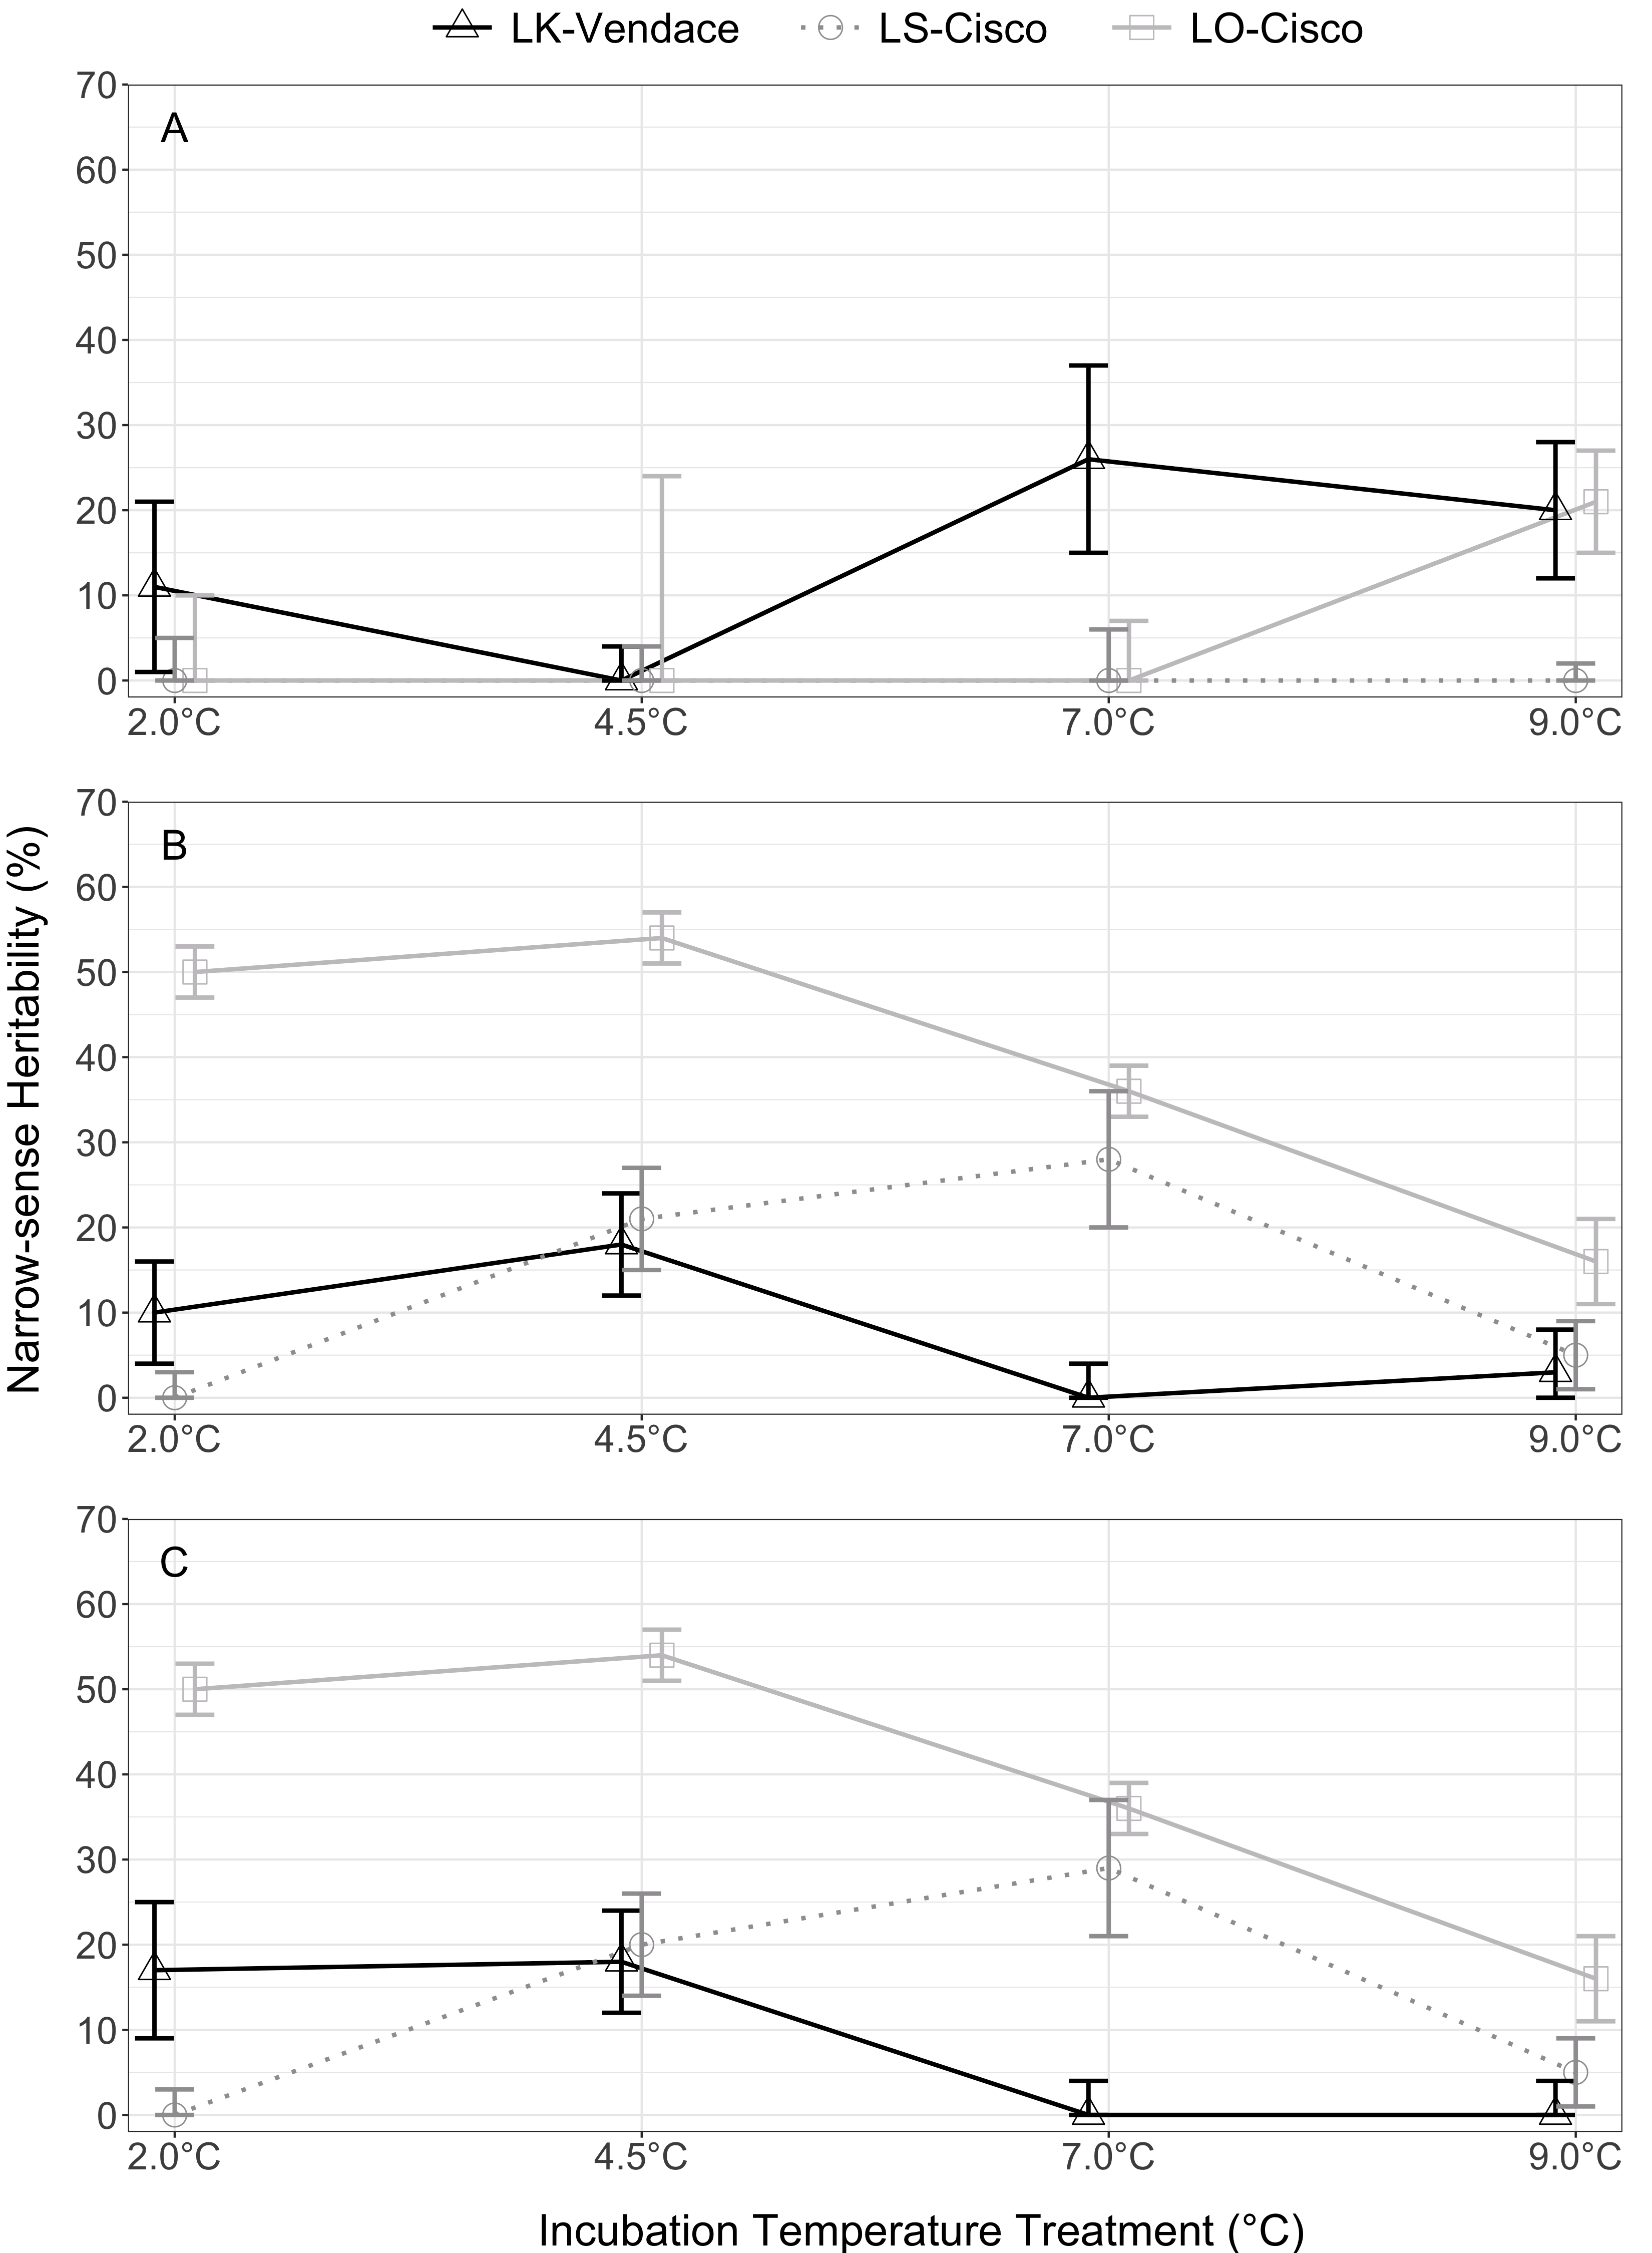 LK-Vendace LS-Cisco LO-Cisco
A
70
60
50
40
30
20
10
0
2.0°C 4.5°C 7.0°C 9.0°C
Narrow-sense Heritability (%)
B
70
60
50
40
30
20
10
0
2.0°C 4.5°C 7.0°C 9.0°C
C
70
60
50
40
30
20
10
0
2.0°C 4.5°C 7.0°C 9.0°C
Incubation Temperature Treatment (°C)